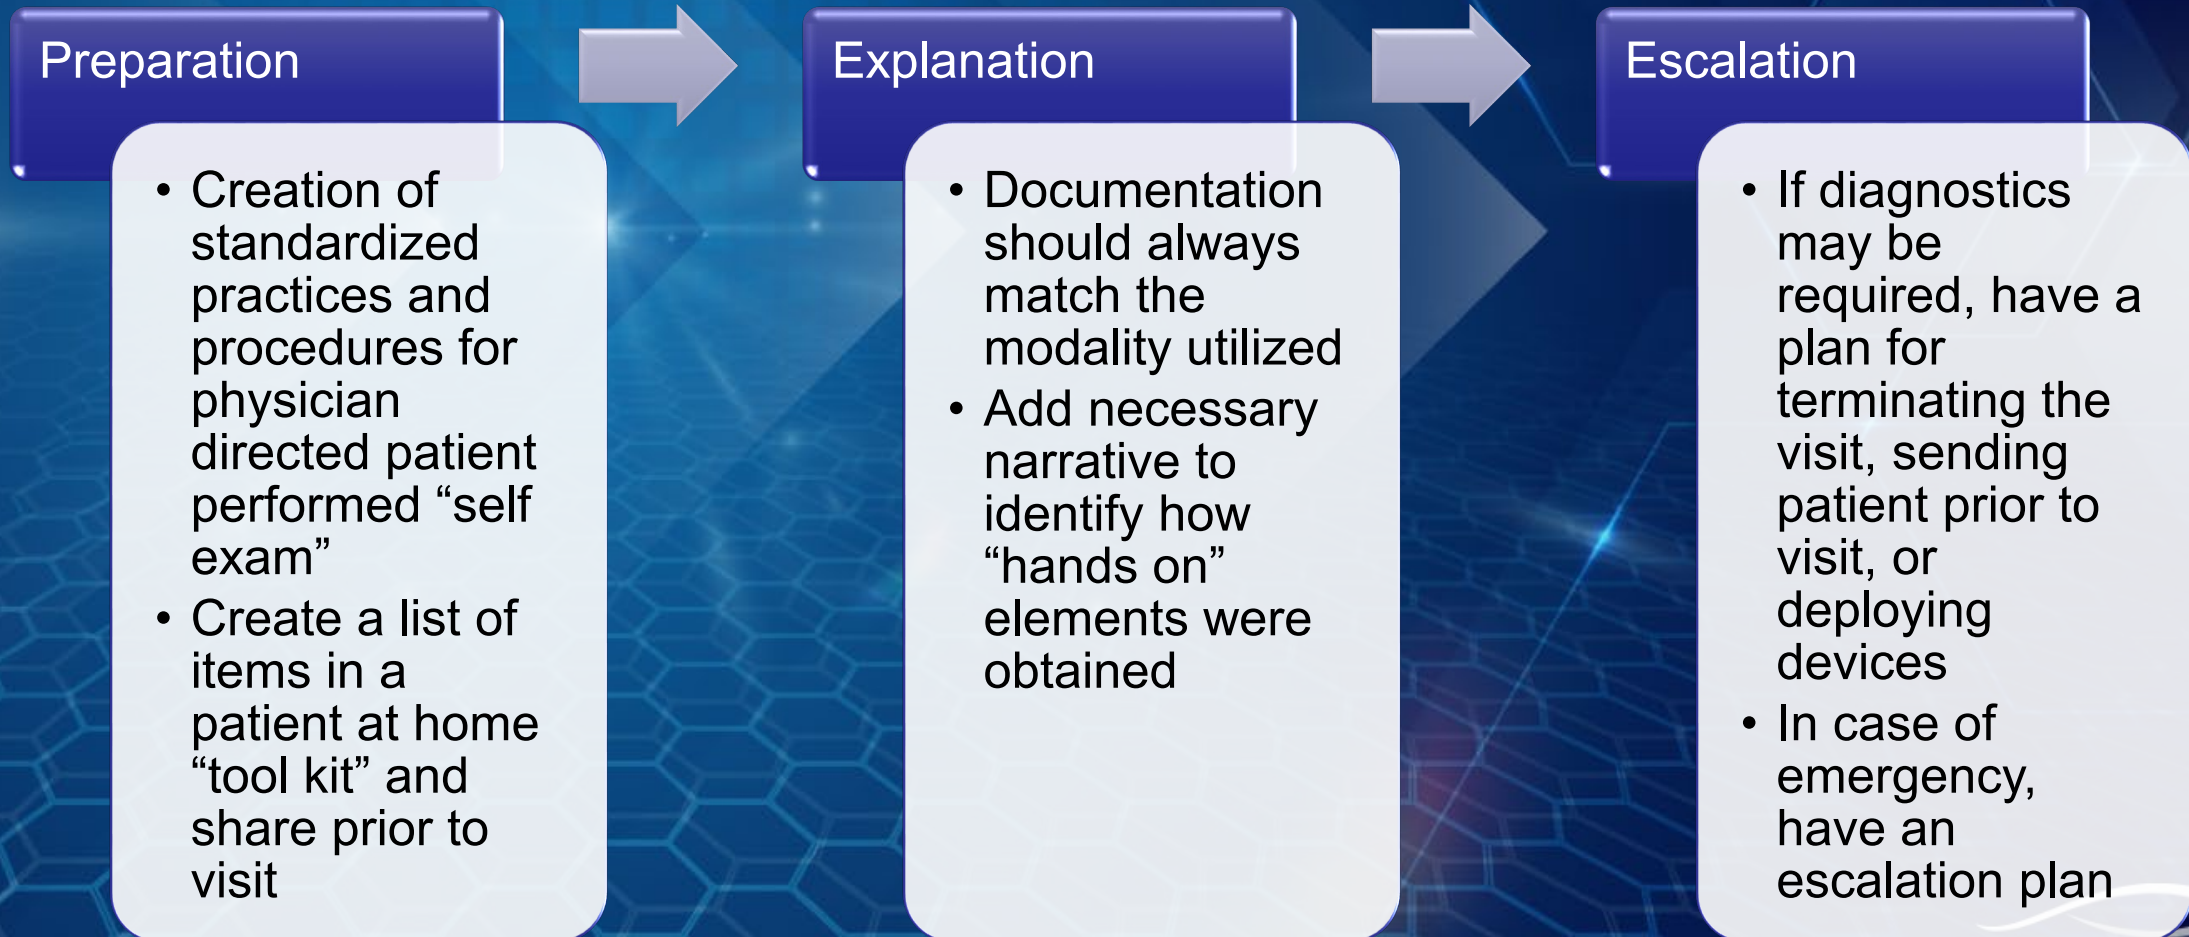 Preparation
• Creation of
standardized
practices and
procedures for
physician
directed patient
performed “self
exam”
• Create a list of
items in a
patient at home
“tool kit” and
share prior to
visit
Explanation
• Documentation
should always
match the
modality utilized
• Add necessary
narrative to
identify how
“hands on”
elements were
obtained
Escalation
• If diagnostics
may be
required, have a
plan for
terminating the
visit, sending
patient prior to
visit, or
deploying
devices
• In case of
emergency,
have an
escalation plan